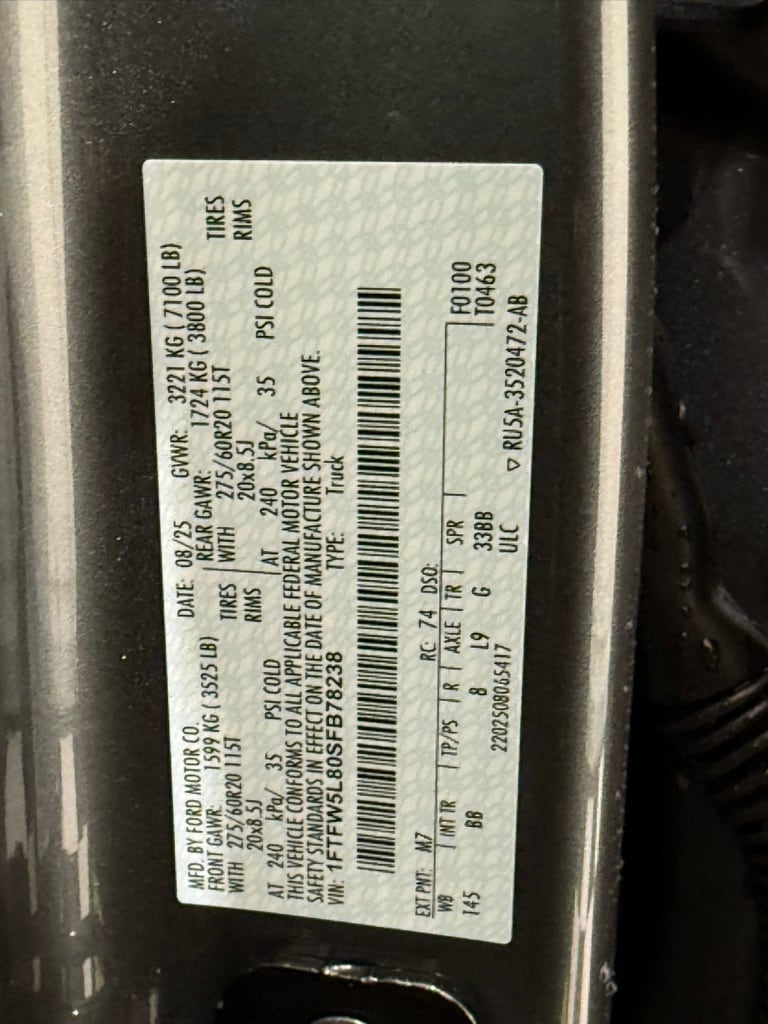 MFD. BY FORD MOTOR CO.   DATE: 08/25   GVWR: 3221 KG ( 7100 LB)
FRONT GAWR: 1599 KG ( 3525 LB)   REAR GAWR: 1724 KG ( 3800 LB)
WITH 275/60R20 115T TIRES   WITH 275/60R20 115T TIRES
20x8.5J RIMS   20x8.5J RIMS
AT 240 kPa/ 35 PSI COLD   AT 240 kPa/ 35 PSI COLD
THIS VEHICLE CONFORMS TO ALL APPLICABLE FEDERAL MOTOR VEHICLE
SAFETY STANDARDS IN EFFECT ON THE DATE OF MANUFACTURE SHOWN ABOVE.
VIN: 1FTFW5L80SFB78238   TYPE: Truck
EXT PNT: M7   RC: 74 DSO: F0100
WB INT TR TP/PS R AXLE TR SPR T0463
145 BB 8 L9 G 33BB
2202508065417 ULC ▽ RU5A-3520472-AB